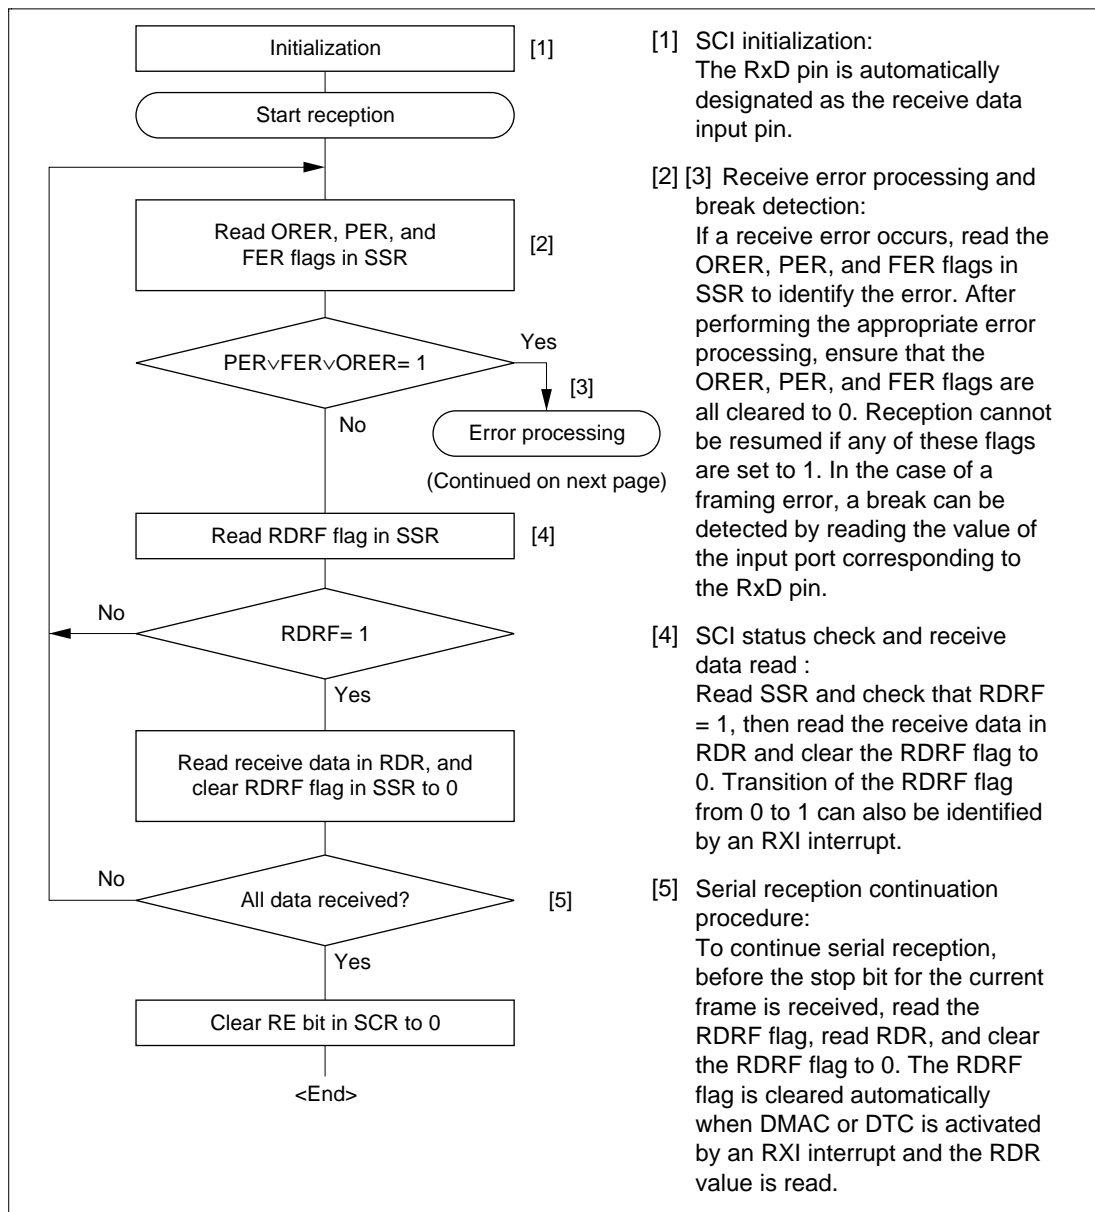 Initialization
[1]
Start reception
Read ORER, PER, and
FER flags in SSR
[2]
PER∨FER∨ORER= 1
Yes
No
[3]
Error processing
(Continued on next page)
Read RDRF flag in SSR
[4]
No
RDRF= 1
Yes
Read receive data in RDR, and
clear RDRF flag in SSR to 0
No
All data received?
[5]
Yes
Clear RE bit in SCR to 0
<End>
[1] SCI initialization:
The RxD pin is automatically
designated as the receive data
input pin.
[2] [3] Receive error processing and
break detection:
If a receive error occurs, read the
ORER, PER, and FER flags in
SSR to identify the error. After
performing the appropriate error
processing, ensure that the
ORER, PER, and FER flags are
all cleared to 0. Reception cannot
be resumed if any of these flags
are set to 1. In the case of a
framing error, a break can be
detected by reading the value of
the input port corresponding to
the RxD pin.
[4] SCI status check and receive
data read :
Read SSR and check that RDRF
= 1, then read the receive data in
RDR and clear the RDRF flag to
0. Transition of the RDRF flag
from 0 to 1 can also be identified
by an RXI interrupt.
[5] Serial reception continuation
procedure:
To continue serial reception,
before the stop bit for the current
frame is received, read the
RDRF flag, read RDR, and clear
the RDRF flag to 0. The RDRF
flag is cleared automatically
when DMAC or DTC is activated
by an RXI interrupt and the RDR
value is read.